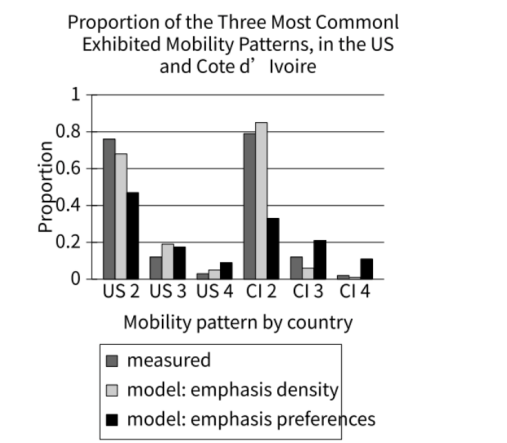 Proportion of the Three Most Commonl
Exhibited Mobility Patterns, in the US
and Cote d’ Ivoire
Proportion
1
0.8
0.6
0.4
0.2
0
US 2 US 3 US 4 CI 2 CI 3 CI 4
Mobility pattern by country
measured
model: emphasis density
model: emphasis preferences